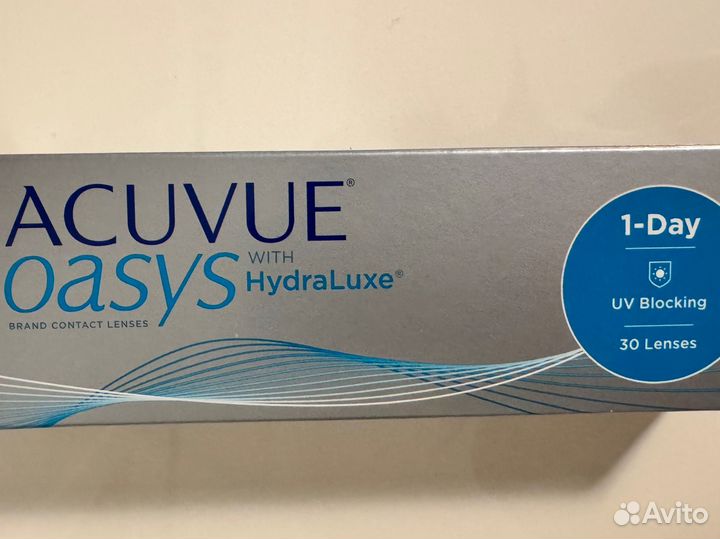 ACUVUE®
oasys WITH
HydraLuxe®
BRAND CONTACT LENSES
1-Day
UV Blocking
30 Lenses
Avito